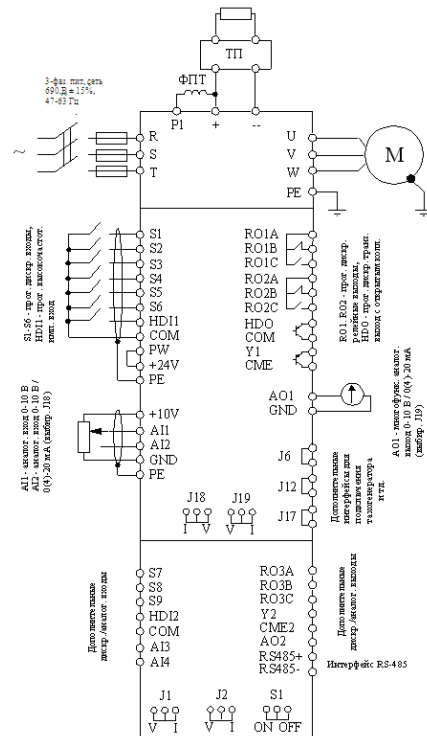 ТП
ФПТ
3-фаз. пит. сеть
690 В ± 15%,
47-63 Гц
P1
+
--
~
R
S
T
U
V
W
PE
M
S1-S6 - прог. дискр. входы,
HDI1 - прог. высокочастот.
имп. вход
S1
S2
S3
S4
S5
S6
HDI1
COM
PW
+24V
PE
RO1A
RO1B
RO1C
RO2A
RO2B
RO2C
HDO
COM
Y1
CME
RO1, RO2 - прог. дискр.
релейные выходы,
HDO - прог. дискр. транз.
выход с открытым колл.
AI1 - аналог. вход 0-10 В
AI2 - аналог. вход 0-10 В /
0(4)-20 мА (выбир. J18)
+10V
AI1
AI2
GND
PE
AO1
GND
AO1 - многофунк. аналог.
выход 0-10 В / 0(4)-20 мА
(выбир. J19)
J6
J12
J17
Дополнительные
интерфейсы для
подключения
тахогенератора
и тд.
J18
J19
I V
V I
Дополнительные
дискр./аналог. входы
S7
S8
S9
HDI2
COM
AI3
AI4
RO3A
RO3B
RO3C
Y2
CME2
AO2
RS485+
RS485-
Дополнительные
дискр./аналог. выходы
Интерфейс RS-485
J1
J2
S1
V I
V I
ON OFF